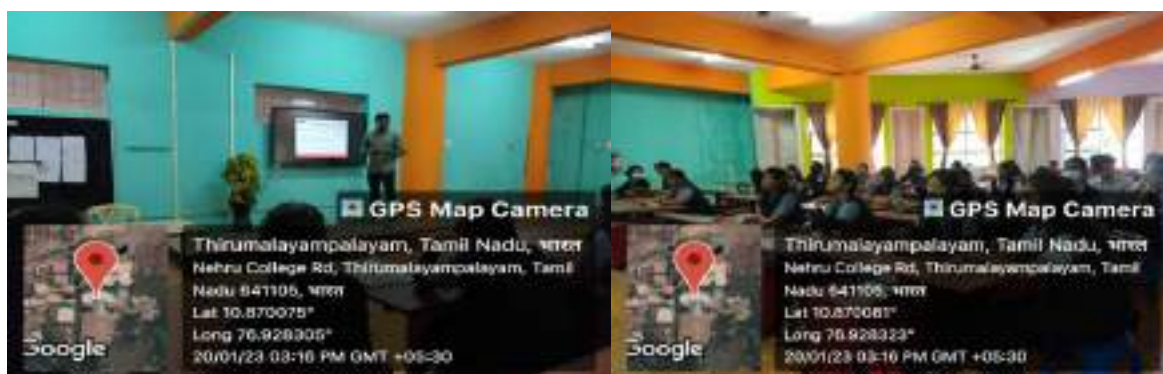 GPS Map Camera
Thirumalayampalayam, Tamil Nadu, भारत
Nehru College Rd, Thirumalayampalayam, Tamil
Nadu 641105, भारत
Lat 10.870075°
Long 76.928305°
20/01/23 03:16 PM GMT +05:30
Google
GPS Map Camera
Thirumalayampalayam, Tamil Nadu, भारत
Nehru College Rd, Thirumalayampalayam, Tamil
Nadu 641105, भारत
Lat 10.870061°
Long 76.928323°
20/01/23 03:16 PM GMT +05:30
Google